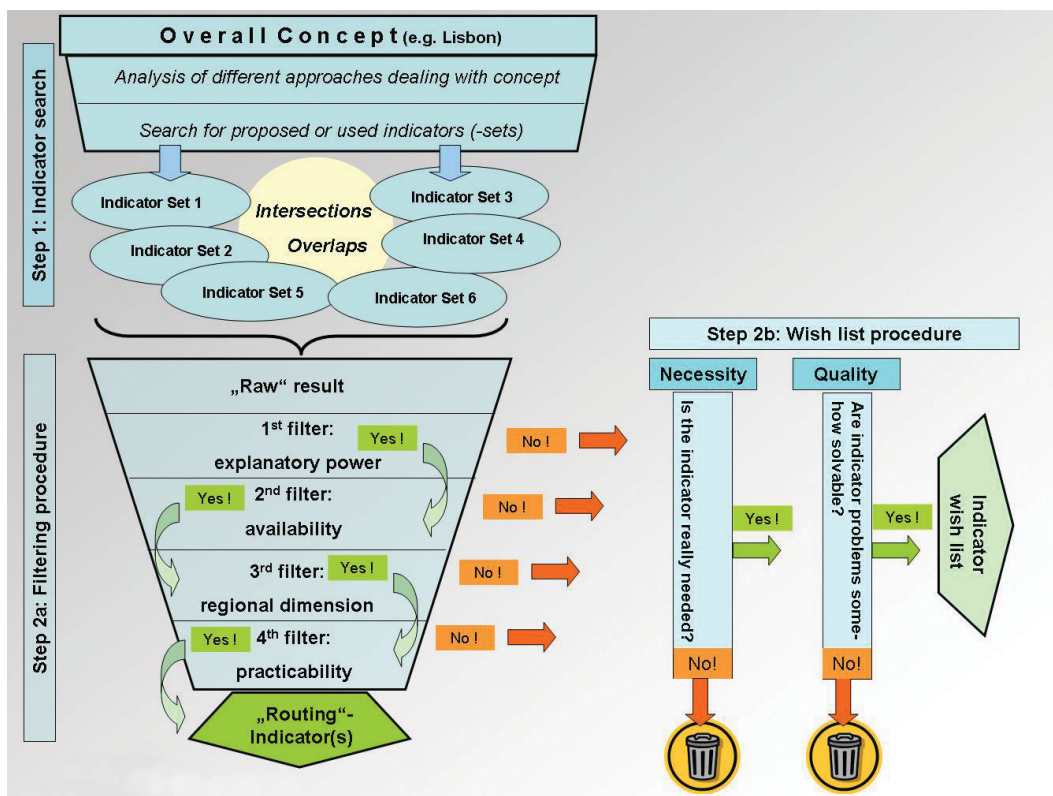 Overall Concept (e.g. Lisbon)
Analysis of different approaches dealing with concept
Search for proposed or used indicators (-sets)
Step 1: Indicator search
Indicator Set 1
Indicator Set 3
Intersections
Overlaps
Indicator Set 2
Indicator Set 4
Indicator Set 5
Indicator Set 6
Step 2a: Filtering procedure
„Raw“ result
1st filter:
Yes !
No !
explanatory power
Yes !
2nd filter:
No !
availability
3rd filter:
Yes !
No !
regional dimension
Yes !
4th filter:
No !
practicability
„Routing“-
Indicator(s)
Step 2b: Wish list procedure
Necessity
Quality
Is the indicator really needed?
Yes !
No!
Are indicator problems some-
how solvable?
Yes !
No!
Indicator
wish list